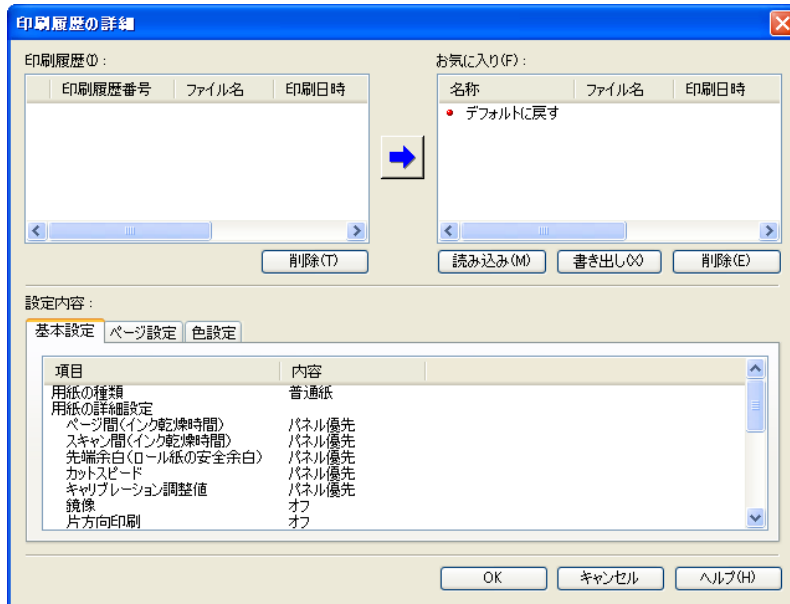 印刷履歴の詳細
印刷履歴(I):
印刷履歴番号 ファイル名 印刷日時
削除(T)
お気に入り(F):
名称 ファイル名 印刷日時
デフォルトに戻す
読み込み(M) 書き出し(X) 削除(E)
設定内容:
基本設定 ページ設定 色設定
項目 内容
用紙の種類 普通紙
用紙の詳細設定
ページ間(インク乾燥時間) パネル優先
スキャン間(インク乾燥時間) パネル優先
先端余白(ロール紙の安全余白) パネル優先
カットスピード パネル優先
キャリブレーション調整値 パネル優先
鏡像 オフ
片方向印刷 オフ
OK キャンセル ヘルプ(H)